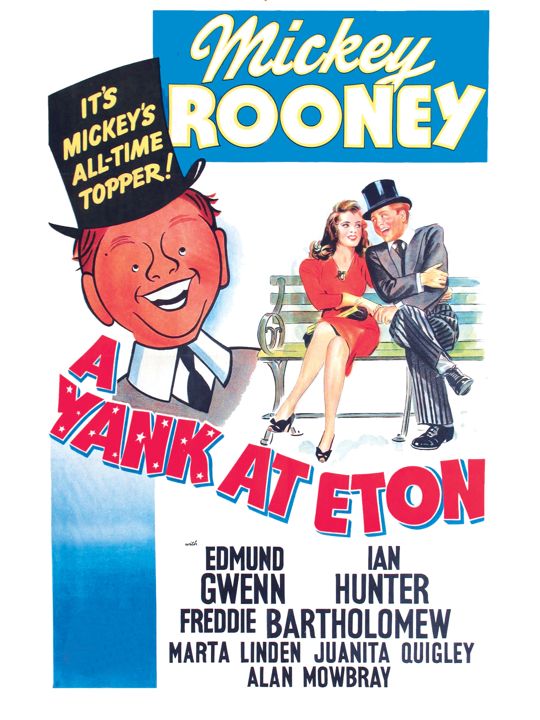 Mickey
ROONEY
IT'S
MICKEY'S
ALL-TIME
TOPPER!
A
YANK AT ETON
with
EDMUND GWENN
IAN HUNTER
FREDDIE BARTHOLOMEW
MARTA LINDEN JUANITA QUIGLEY
ALAN MOWBRAY